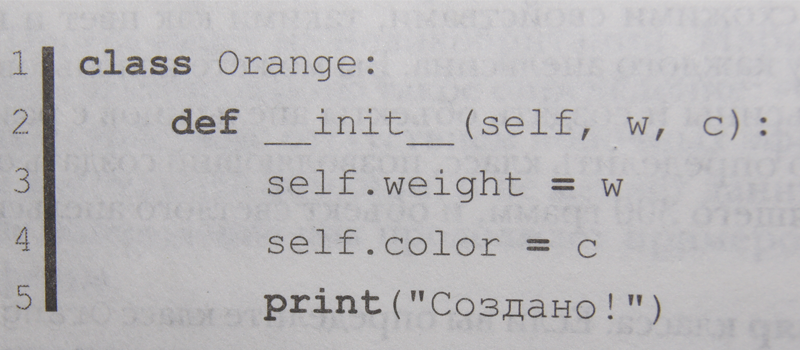 1 class Orange:
2     def __init__(self, w, c):
3         self.weight = w
4         self.color = c
5         print("Создано!")